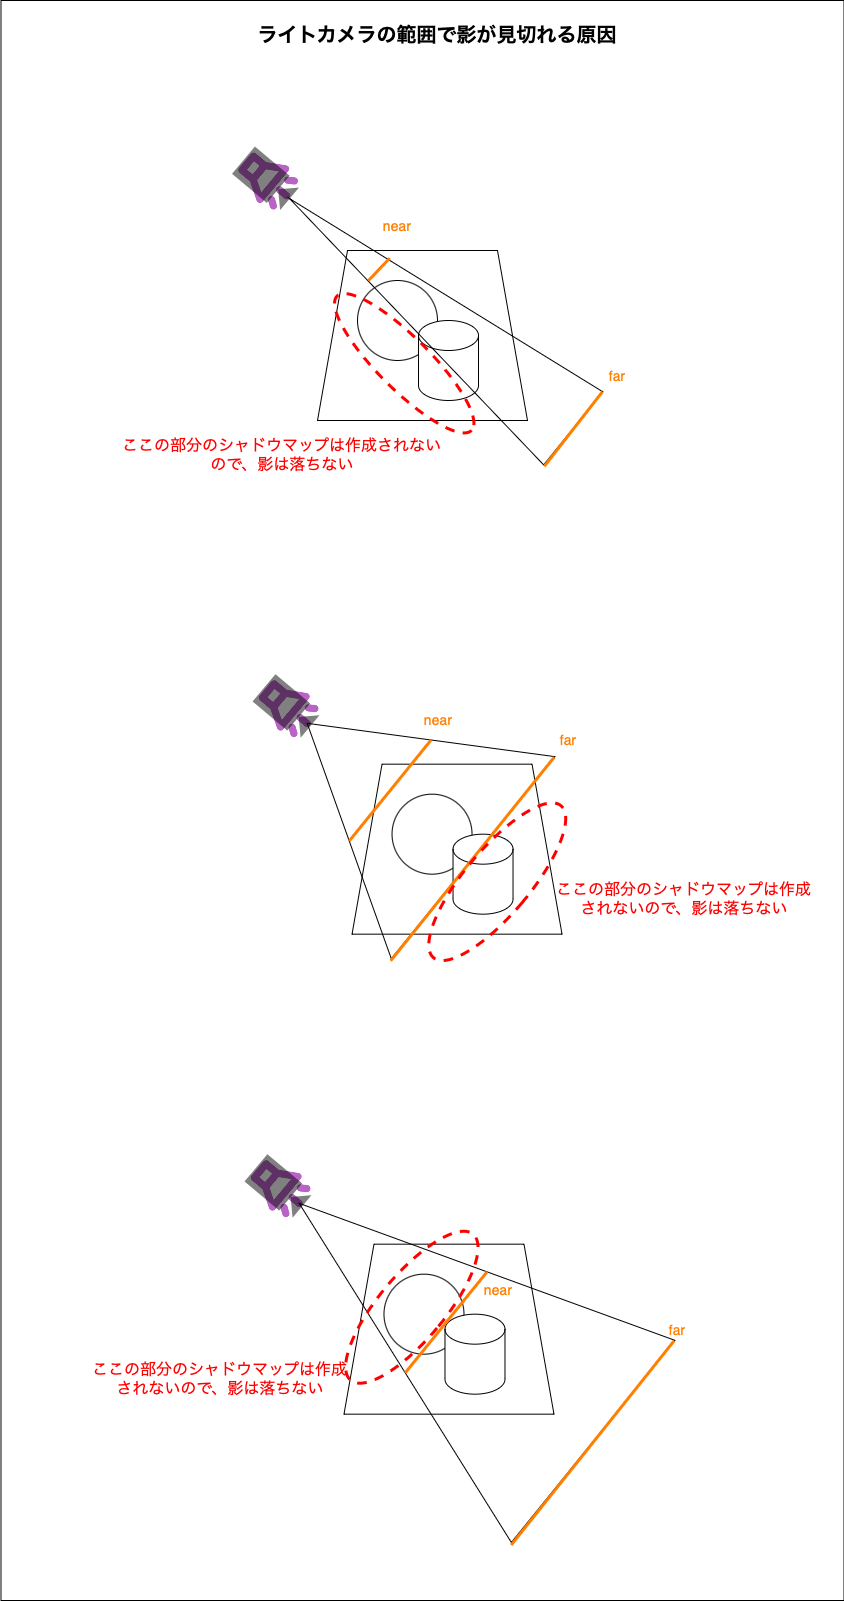 ライトカメラの範囲で影が見切れる原因
near
far
ここの部分のシャドウマップは作成されない
ので、影は落ちない
near
far
ここの部分のシャドウマップは作成
されないので、影は落ちない
near
far
ここの部分のシャドウマップは作成
されないので、影は落ちない